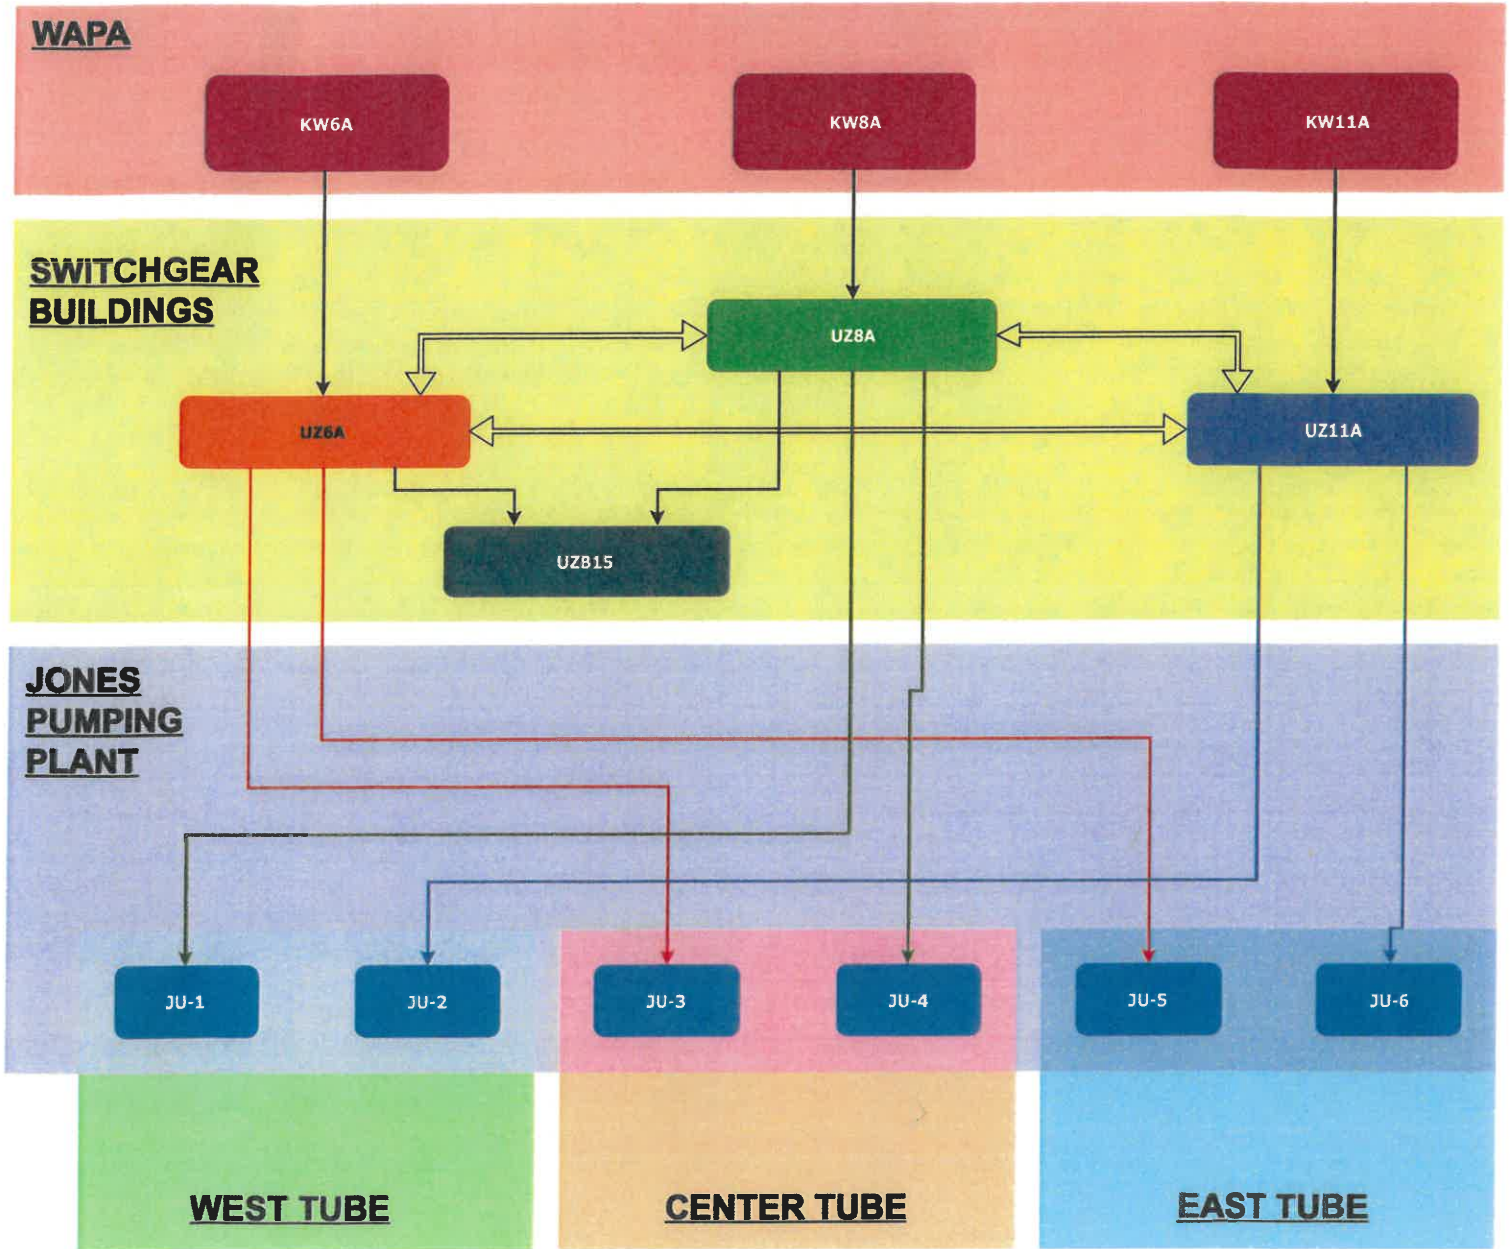 WAPA
KW6A
KW8A
KW11A
SWITCHGEAR
BUILDINGS
UZ8A
UZ6A
UZ11A
UZB15
JONES
PUMPING
PLANT
JU-1
JU-2
JU-3
JU-4
JU-5
JU-6
WEST TUBE
CENTER TUBE
EAST TUBE